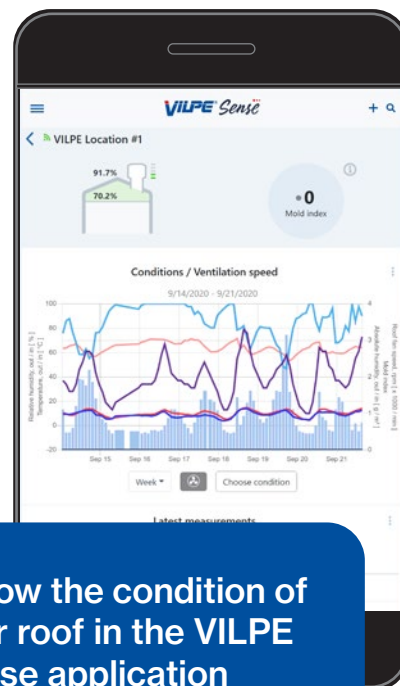 VILPE Sense
VILPE Location #1
91.7%
70.2%
0
Mold index
Conditions / Ventilation speed
9/14/2020 - 9/21/2020
Relative humidity, out / in [ % ]
Temperature, out / in [ °C ]
100
80
60
40
20
0
-20
4
3
2
1
0
Absolute humidity, out / in [ g / m³ ]
Mold index
Roof fan speed, rpm [ x 1000 / min ]
Sep 15
Sep 16
Sep 17
Sep 18
Sep 19
Sep 20
Sep 21
Week
Choose condition
Latest measurements
ow the condition of
r roof in the VILPE
se application